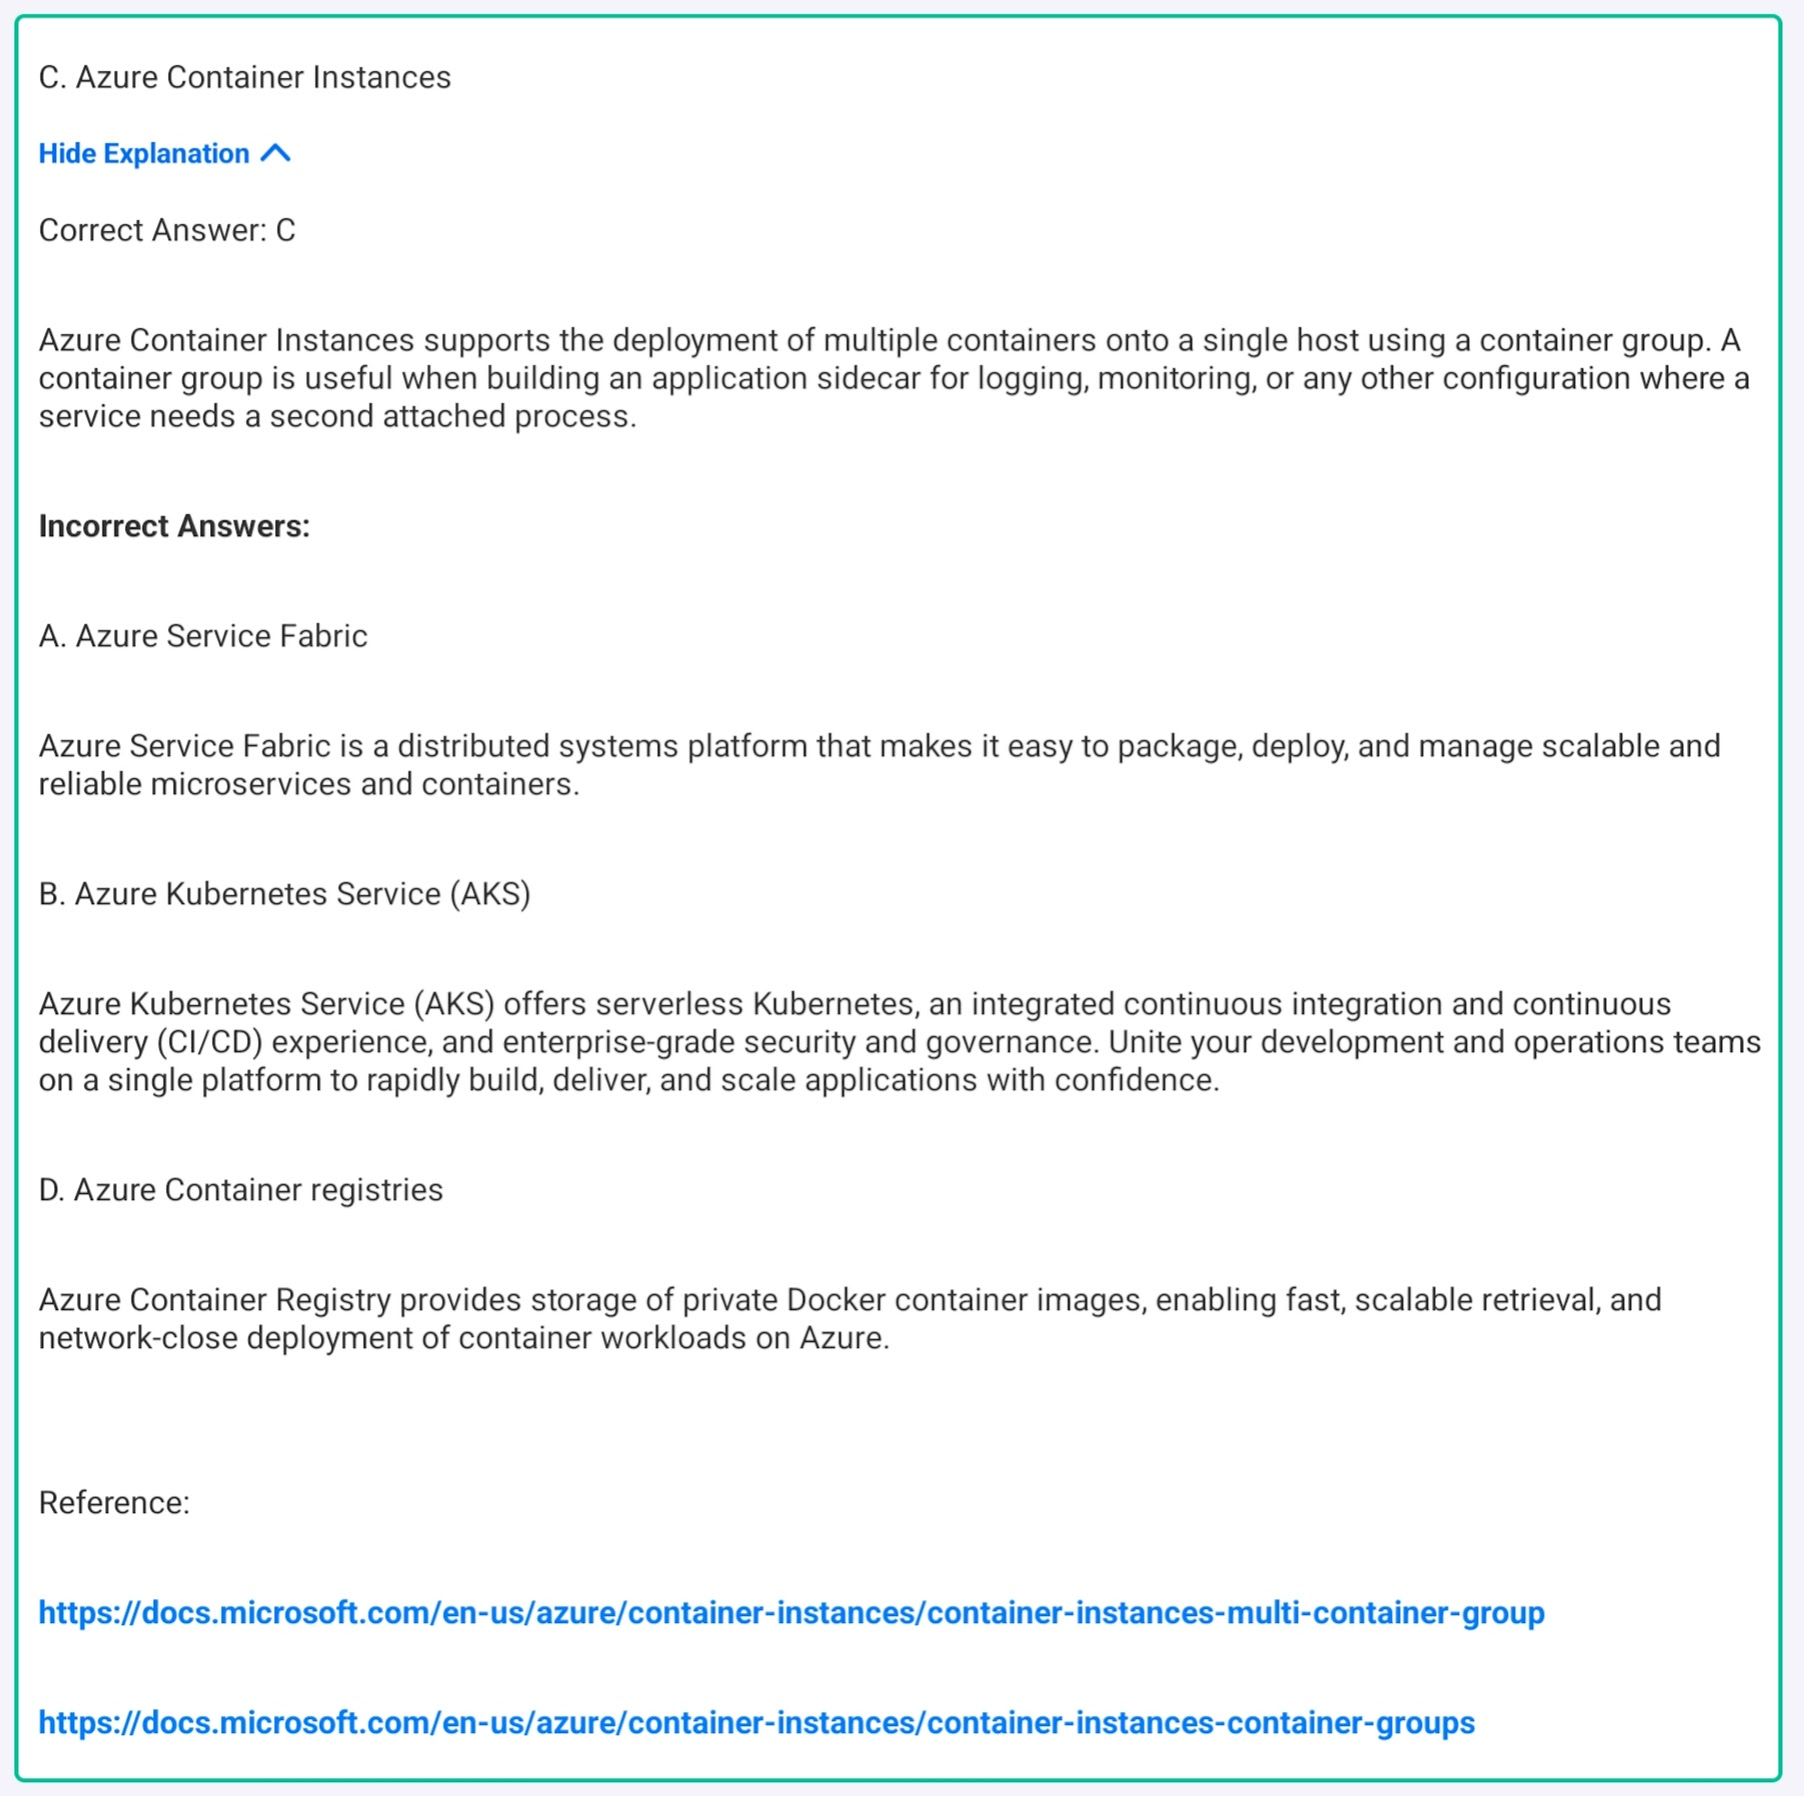 C. Azure Container Instances
Hide Explanation
Correct Answer: C
Azure Container Instances supports the deployment of multiple containers onto a single host using a container group. A
container group is useful when building an application sidecar for logging, monitoring, or any other configuration where a
service needs a second attached process.
Incorrect Answers:
A. Azure Service Fabric
Azure Service Fabric is a distributed systems platform that makes it easy to package, deploy, and manage scalable and
reliable microservices and containers.
B. Azure Kubernetes Service (AKS)
Azure Kubernetes Service (AKS) offers serverless Kubernetes, an integrated continuous integration and continuous
delivery (CI/CD) experience, and enterprise-grade security and governance. Unite your development and operations teams
on a single platform to rapidly build, deliver, and scale applications with confidence.
D. Azure Container registries
Azure Container Registry provides storage of private Docker container images, enabling fast, scalable retrieval, and
network-close deployment of container workloads on Azure.
Reference:
https://docs.microsoft.com/en-us/azure/container-instances/container-instances-multi-container-group
https://docs.microsoft.com/en-us/azure/container-instances/container-instances-container-groups